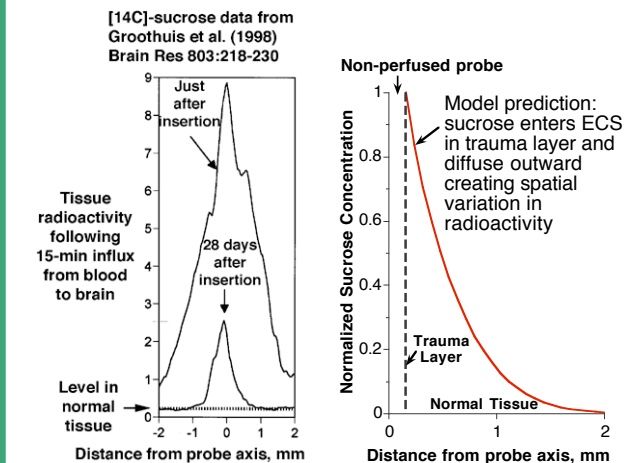 [14C]-sucrose data from
Groothuis et al. (1998)
Brain Res 803:218-230
9
8
7
6
5
4
3
2
1
0
Just
after
insertion
28 days
after
insertion
Tissue
radioactivity
following
15-min influx
from blood
to brain
Level in
normal
tissue
-2
-1
0
1
2
Distance from probe axis, mm
Non-perfused probe
Normalized Sucrose Concentration
1
0.8
0.6
0.4
0.2
0
Model prediction:
sucrose enters ECS
in trauma layer and
diffuse outward
creating spatial
variation in
radioactivity
Trauma
Layer
Normal Tissue
0
1
2
Distance from probe axis, mm